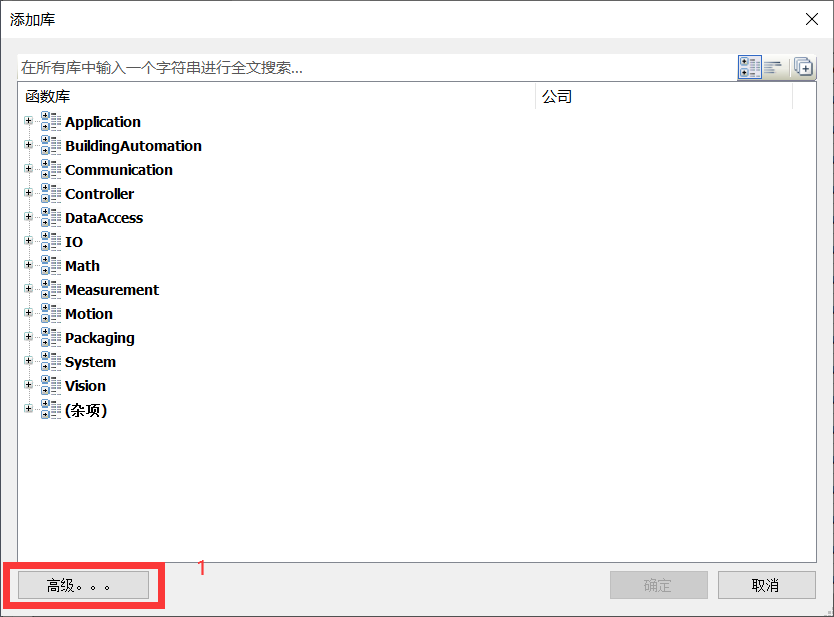 添加库
在所有库中输入一个字符串进行全文搜索...
函数库 公司
Application
BuildingAutomation
Communication
Controller
DataAccess
IO
Math
Measurement
Motion
Packaging
System
Vision
(杂项)
1
高级。。。 确定 取消